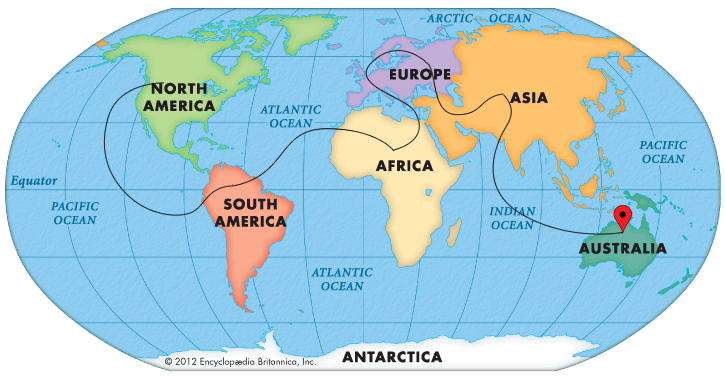 ARCTIC OCEAN
NORTH
AMERICA
EUROPE
ASIA
ATLANTIC
OCEAN
PACIFIC
OCEAN
AFRICA
Equator
PACIFIC
OCEAN
SOUTH
AMERICA
INDIAN
OCEAN
AUSTRALIA
ATLANTIC
OCEAN
ANTARCTICA
© 2012 Encyclopædia Britannica, Inc.